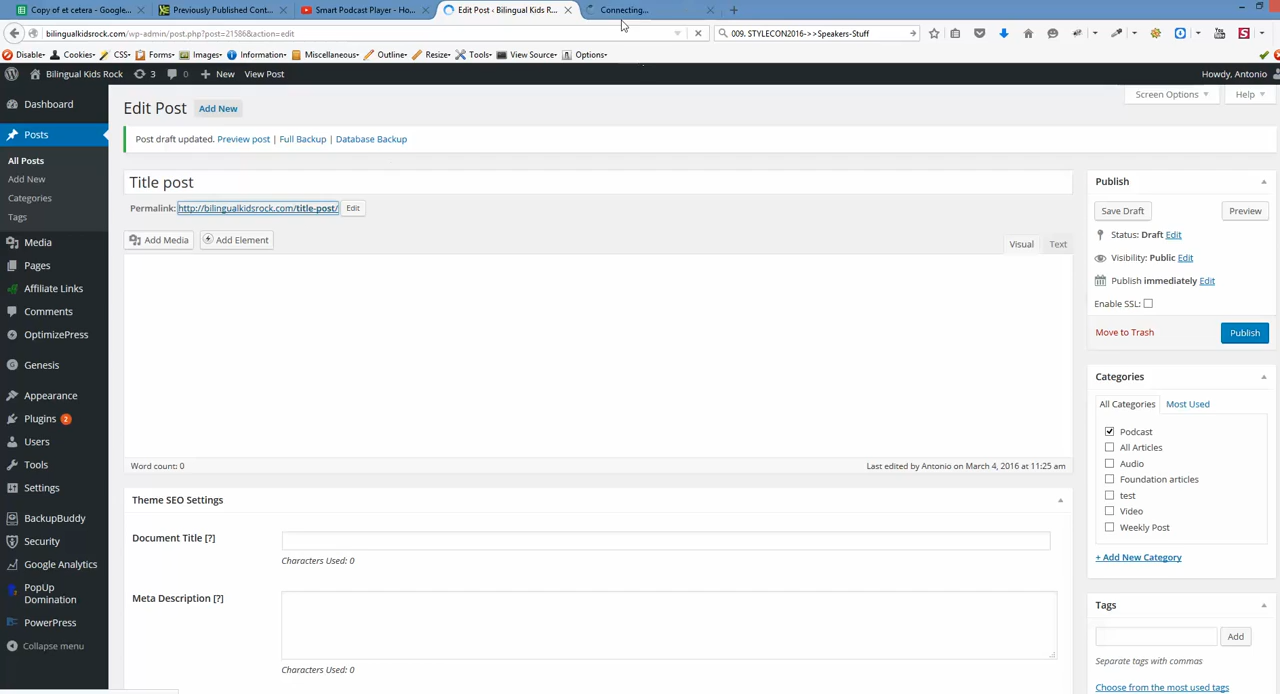 Copy of et cetera - Google...
Previously Published Cont...
Smart Podcast Player - Ho...
Edit Post ‹ Bilingual Kids R...
Connecting...
bilingualkidsrock.com/wp-admin/post.php?post=21586&action=edit
009. STYLECON2016->>Speakers-Stuff
Disable▾ Cookies▾ CSS▾ Forms▾ Images▾ Information▾ Miscellaneous▾ Outline▾ Resize▾ Tools▾ View Source▾ Options▾
Bilingual Kids Rock 3 0 + New View Post
Howdy, Antonio
Dashboard
Posts
All Posts
Add New
Categories
Tags
Media
Pages
Affiliate Links
Comments
OptimizePress
Genesis
Appearance
Plugins 2
Users
Tools
Settings
BackupBuddy
Security
Google Analytics
PopUp
Domination
PowerPress
Collapse menu
Screen Options
Help
Edit Post Add New
Post draft updated. Preview post | Full Backup | Database Backup
Title post
Permalink: http://bilingualkidsrock.com/title-post/ Edit
Add Media Add Element
Visual Text
Word count: 0
Last edited by Antonio on March 4, 2016 at 11:25 am
Theme SEO Settings
Document Title [?]
Characters Used: 0
Meta Description [?]
Characters Used: 0
Publish
Save Draft Preview
Status: Draft Edit
Visibility: Public Edit
Publish immediately Edit
Enable SSL:
Move to Trash Publish
Categories
All Categories Most Used
Podcast
All Articles
Audio
Foundation articles
test
Video
Weekly Post
+ Add New Category
Tags
Add
Separate tags with commas
Choose from the most used tags